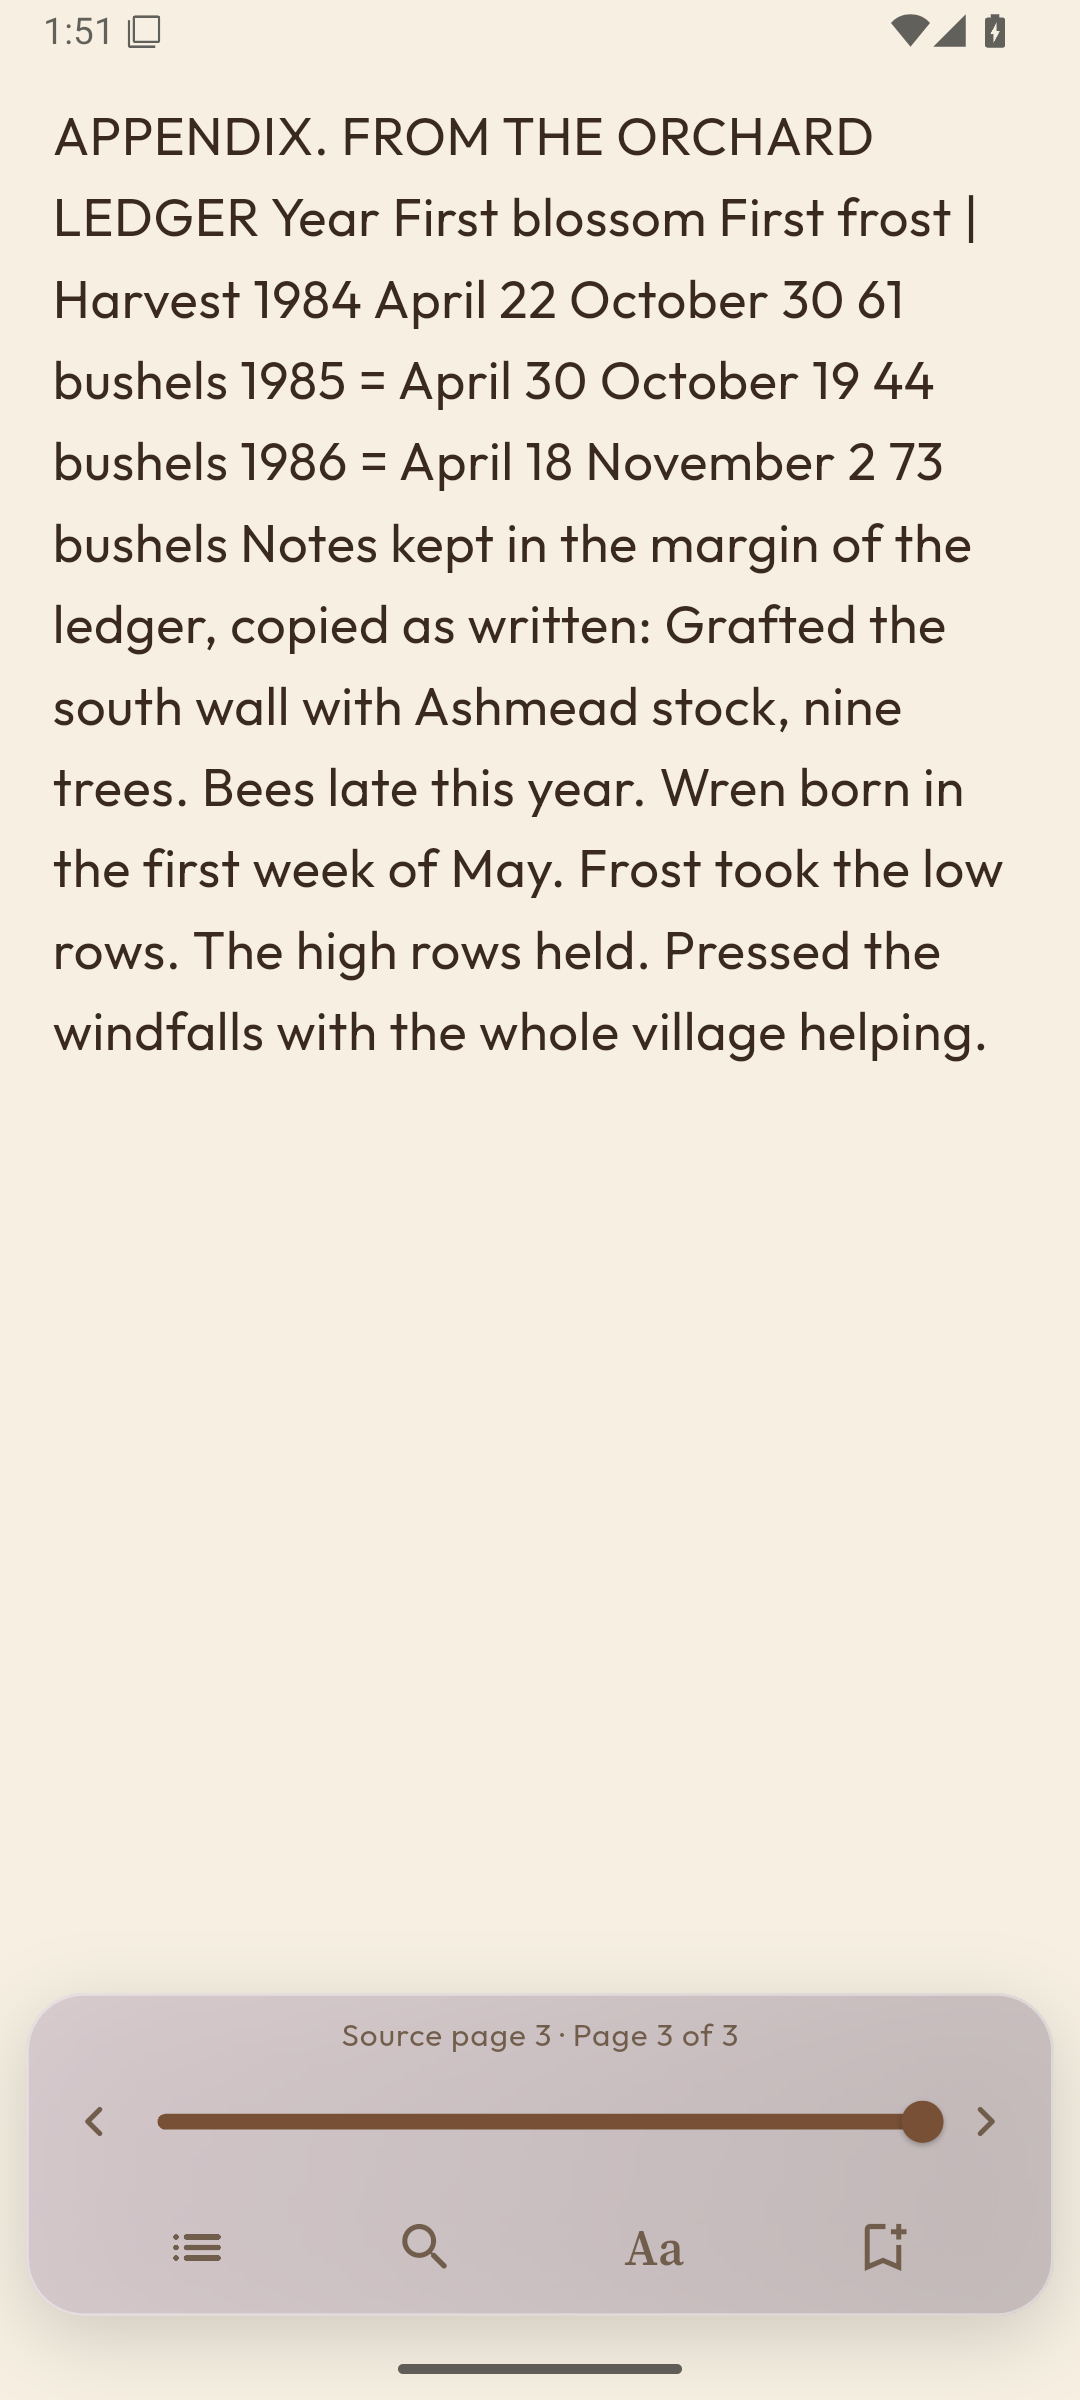 1:51
APPENDIX. FROM THE ORCHARD
LEDGER Year First blossom First frost |
Harvest 1984 April 22 October 30 61
bushels 1985 = April 30 October 19 44
bushels 1986 = April 18 November 2 73
bushels Notes kept in the margin of the
ledger, copied as written: Grafted the
south wall with Ashmead stock, nine
trees. Bees late this year. Wren born in
the first week of May. Frost took the low
rows. The high rows held. Pressed the
windfalls with the whole village helping.
Source page 3 · Page 3 of 3
Aa